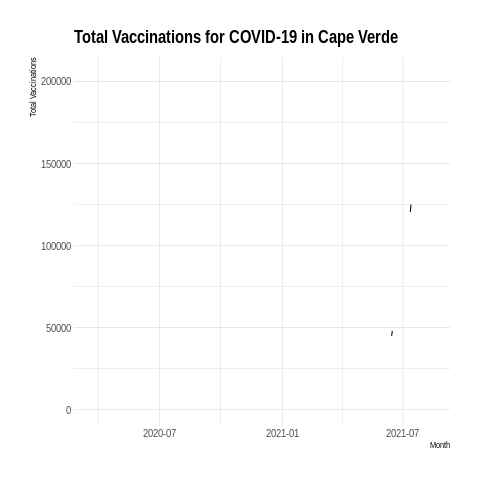 Total Vaccinations for COVID-19 in Cape Verde
Total Vaccinations
200000
150000
100000
50000
0
2020-07
2021-01
2021-07
Month